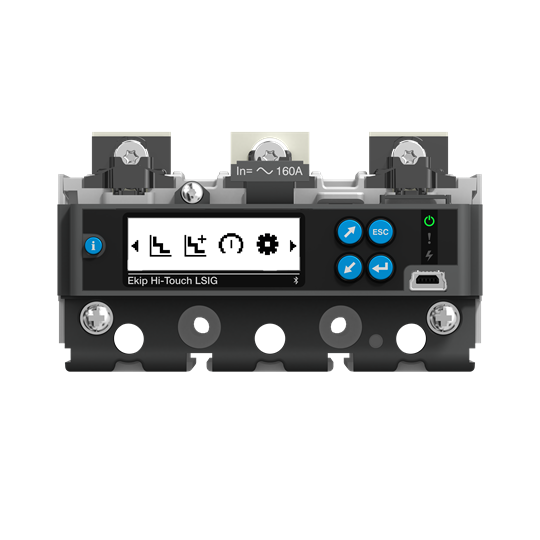 In= ~ 160A
i
ESC
!
Ekip Hi-Touch LSIG